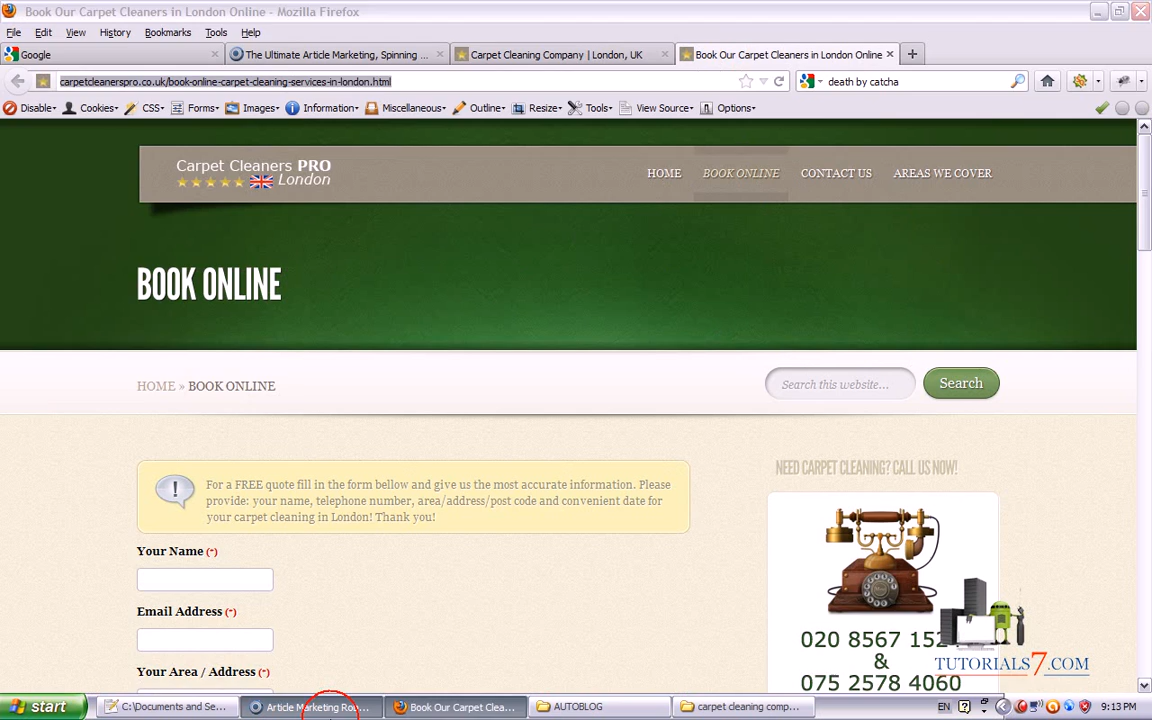 Book Our Carpet Cleaners in London Online - Mozilla Firefox
File Edit View History Bookmarks Tools Help
Google
The Ultimate Article Marketing, Spinning ...
Carpet Cleaning Company | London, UK
Book Our Carpet Cleaners in London Online
carpetcleanerspro.co.uk/book-online-carpet-cleaning-services-in-london.html
death by catcha
Disable Cookies CSS Forms Images Information Miscellaneous Outline Resize Tools View Source Options
Carpet Cleaners PRO
London
HOME BOOK ONLINE CONTACT US AREAS WE COVER
BOOK ONLINE
HOME » BOOK ONLINE
Search this website...
Search
For a FREE quote fill in the form bellow and give us the most accurate information. Please
provide: your name, telephone number, area/address/post code and convenient date for
your carpet cleaning in London! Thank you!
NEED CARPET CLEANING? CALL US NOW!
Your Name (*)
Email Address (*)
Your Area / Address (*)
020 8567 152
&
075 2578 4060
TUTORIALS7.COM
start
C:\Documents and Se...
Article Marketing Ro...
Book Our Carpet Clea...
AUTOBLOG
carpet cleaning comp...
EN
9:13 PM